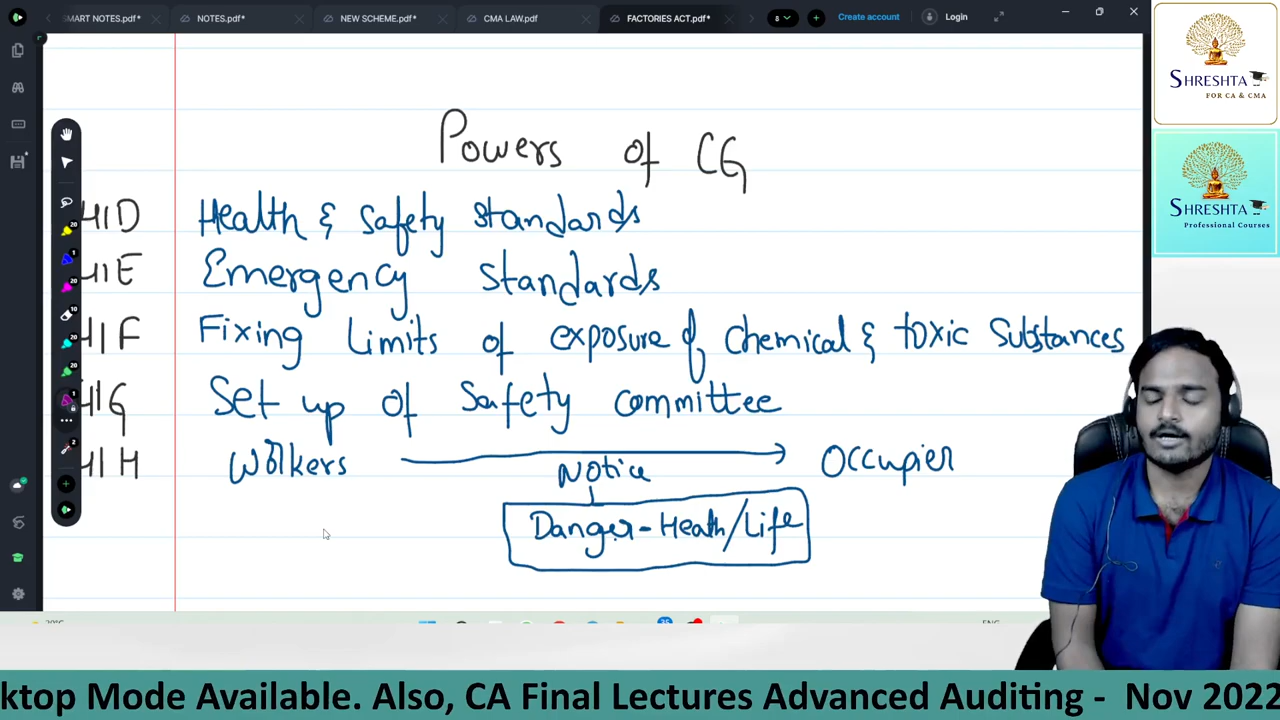 SMART NOTES.pdf* NOTES.pdf* NEW SCHEME.pdf* CMA LAW.pdf FACTORIES ACT.pdf* 8 Create account Login
SHRESHTA
FOR CA & CMA
SHRESHTA
Professional Courses
Powers of CG
41D Health & Safety Standards
41E Emergency Standards
41F Fixing Limits of exposure of chemical & toxic Substances
41G Set up of Safety committee
41H Workers Notice Occupier
Danger-Heath/Life
ktop Mode Available. Also, CA Final Lectures Advanced Auditing - Nov 2022